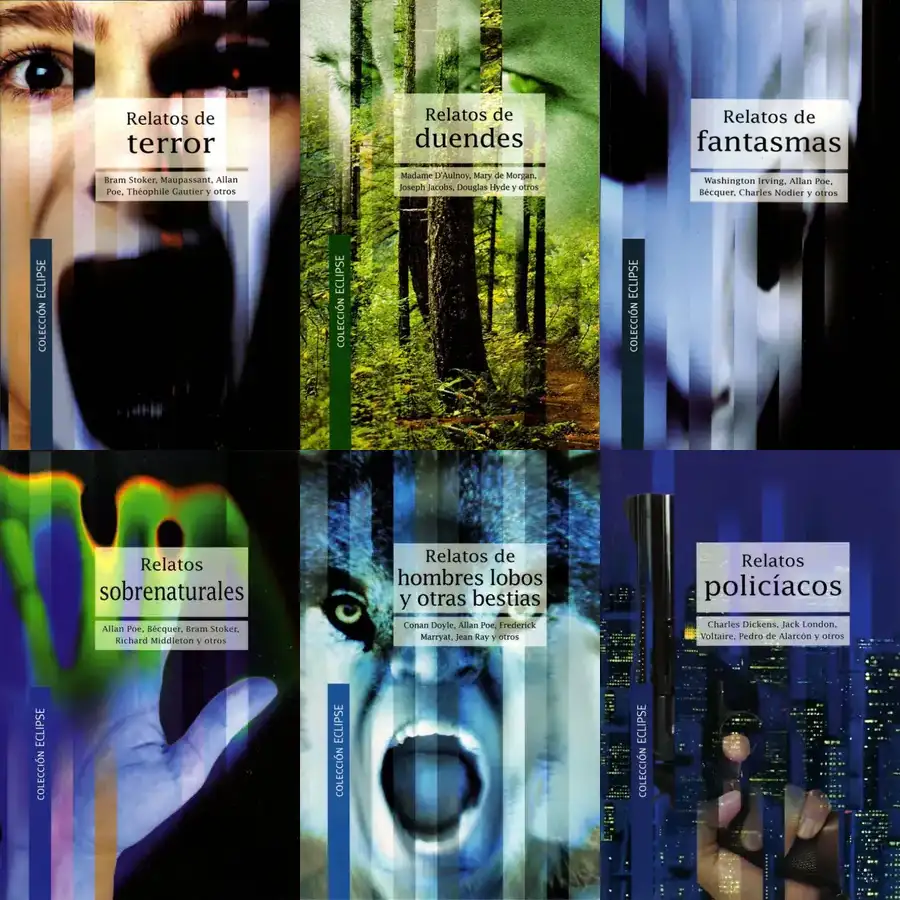 Relatos de
terror
Bram Stoker, Maupassant, Allan
Poe, Théophile Gautier y otros
COLECCIÓN ECLIPSE
Relatos de
duendes
Madame D'Aulnoy, Mary de Morgan,
Joseph Jacobs, Douglas Hyde y otros
COLECCIÓN ECLIPSE
Relatos de
fantasmas
Washington Irving, Allan Poe,
Bécquer, Charles Nodier y otros
COLECCIÓN ECLIPSE
Relatos
sobrenaturales
Allan Poe, Bécquer, Bram Stoker,
Richard Middleton y otros
COLECCIÓN ECLIPSE
Relatos de
hombres lobos
y otras bestias
Conan Doyle, Allan Poe, Frederick
Marryat, Jean Ray y otros
COLECCIÓN ECLIPSE
Relatos
policíacos
Charles Dickens, Jack London,
Voltaire, Pedro de Alarcón y otros
COLECCIÓN ECLIPSE